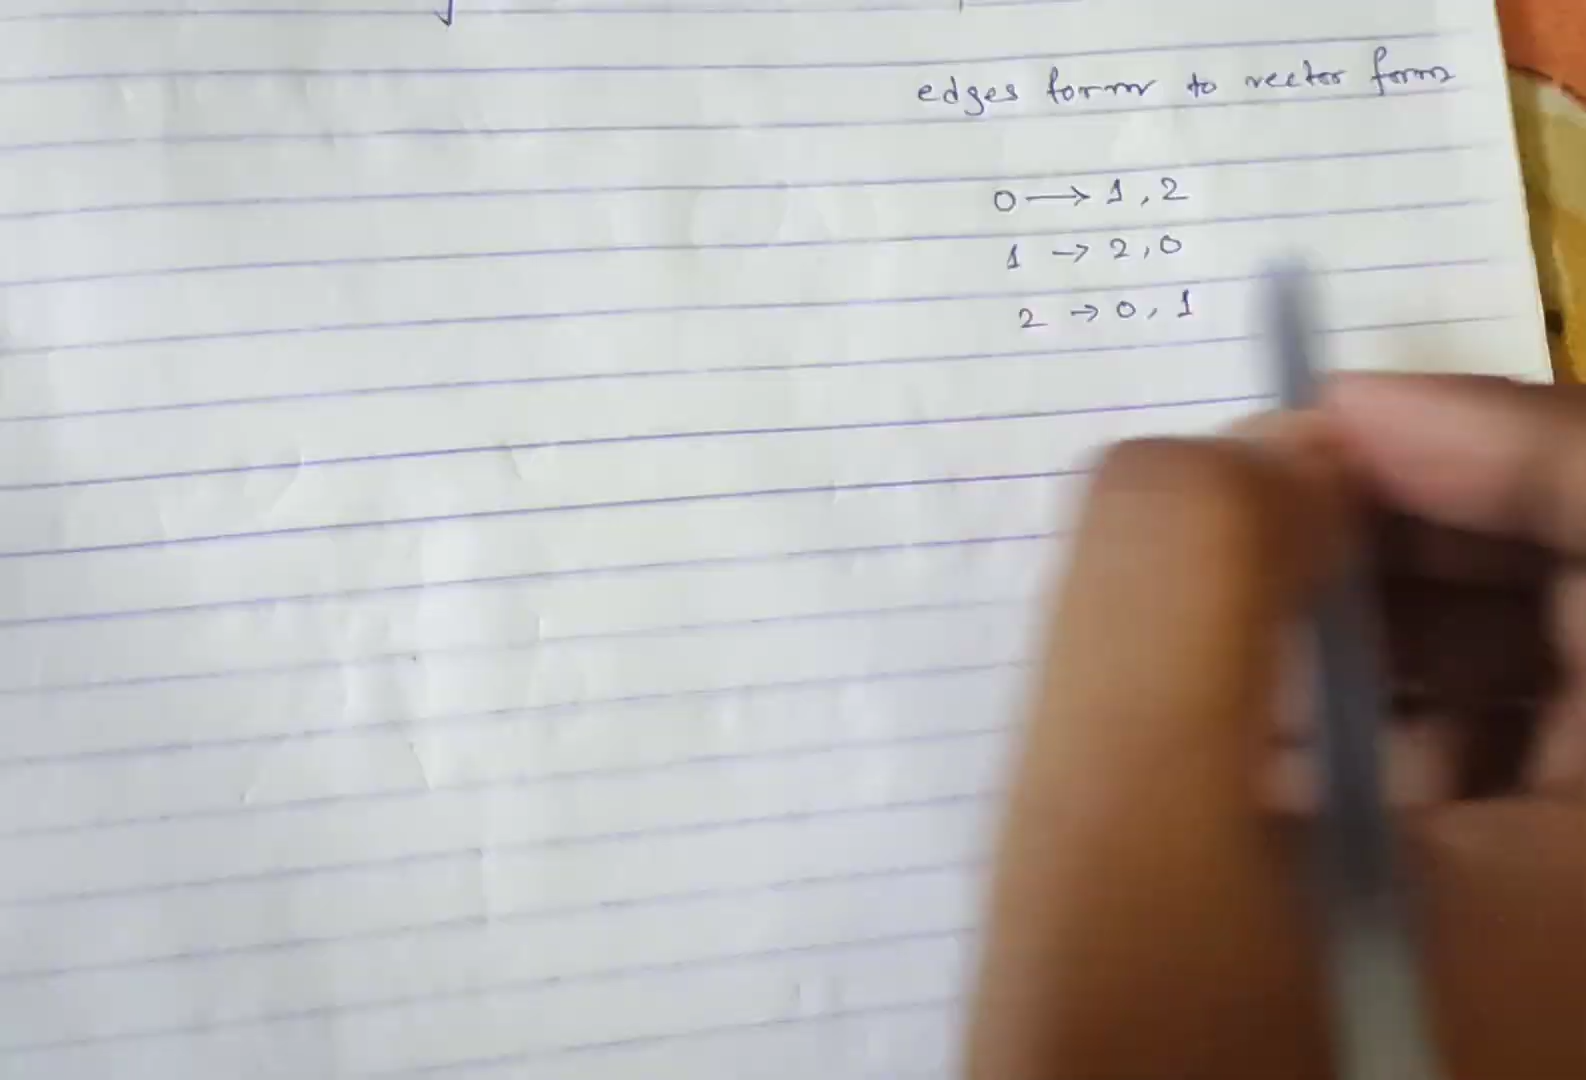 edges form to vector form
0 → 1, 2
1 → 2, 0
2 → 0, 1